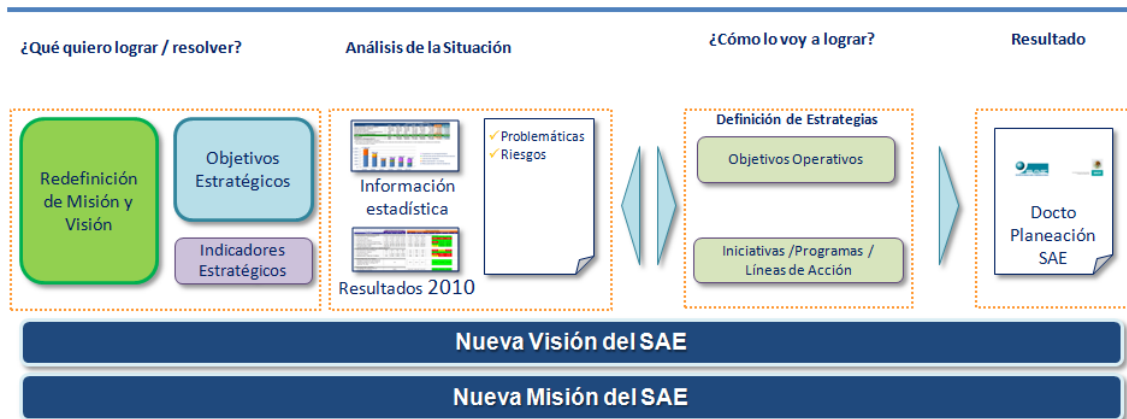 ¿Qué quiero lograr / resolver?
Análisis de la Situación
¿Cómo lo voy a lograr?
Resultado
Redefinición
de Misión y
Visión
Objetivos
Estratégicos
Indicadores
Estratégicos
Información
estadística
Resultados 2010
✓Problemáticas
✓Riesgos
Definición de Estrategias
Objetivos Operativos
Iniciativas /Programas /
Líneas de Acción
Docto
Planeación
SAE
Nueva Visión del SAE
Nueva Misión del SAE